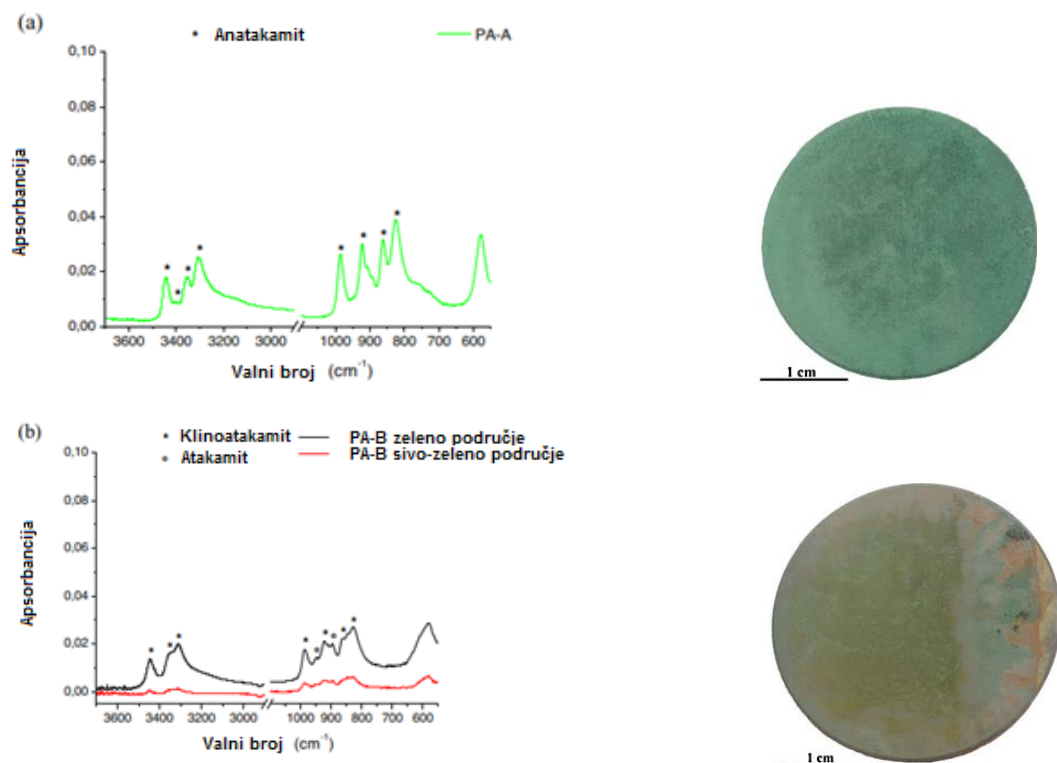 (a)
* Anatakamit
PA-A
0,10
0,08
0,06
0,04
0,02
0,00
Apsorbancija
* * * * * * * *
3600 3400 3200 3000 1000 900 800 700 600
Valni broj (cm⁻¹)
1 cm
(b)
* Klinoatakamit
PA-B zeleno područje
° Atakamit
PA-B sivo-zeleno područje
0,10
0,08
0,06
0,04
0,02
0,00
Apsorbancija
* * * * ° * ° * *
3600 3400 3200 3000 1000 900 800 700 600
Valni broj (cm⁻¹)
1 cm